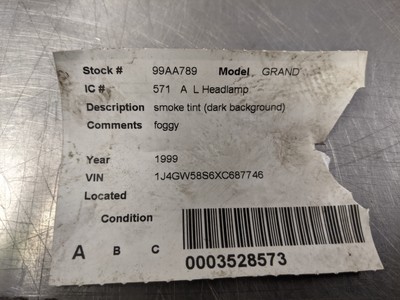 Stock # 99AA789 Model GRAND
IC # 571 A L Headlamp
Description smoke tint (dark background)
Comments foggy
Year 1999
VIN 1J4GW58S6XC687746
Located
Condition
A B C
0003528573